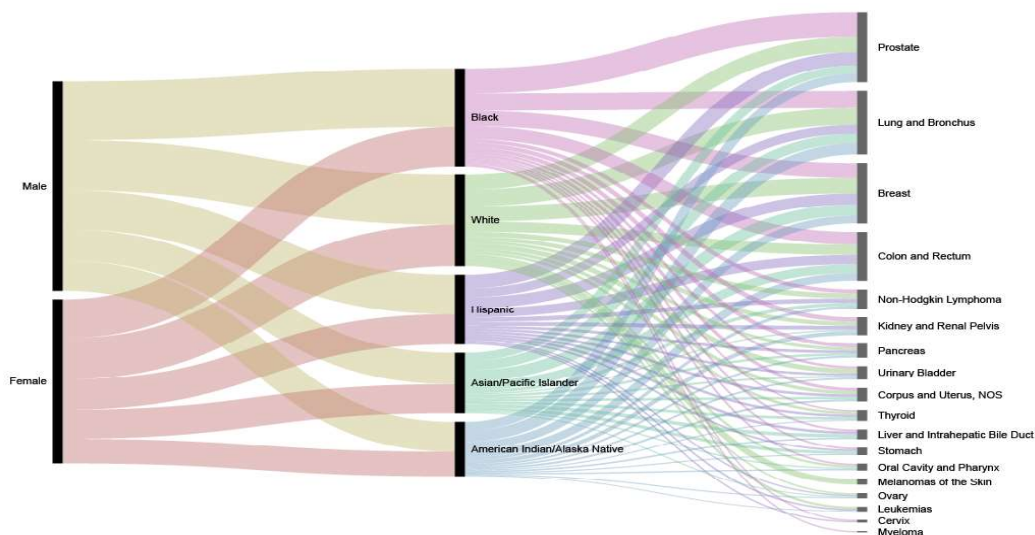 Male
Female
Black
White
Hispanic
Asian/Pacific Islander
American Indian/Alaska Native
Prostate
Lung and Bronchus
Breast
Colon and Rectum
Non-Hodgkin Lymphoma
Kidney and Renal Pelvis
Pancreas
Urinary Bladder
Corpus and Uterus, NOS
Thyroid
Liver and Intrahepatic Bile Duct
Stomach
Oral Cavity and Pharynx
Melanomas of the Skin
Ovary
Leukemias
Cervix
Myeloma